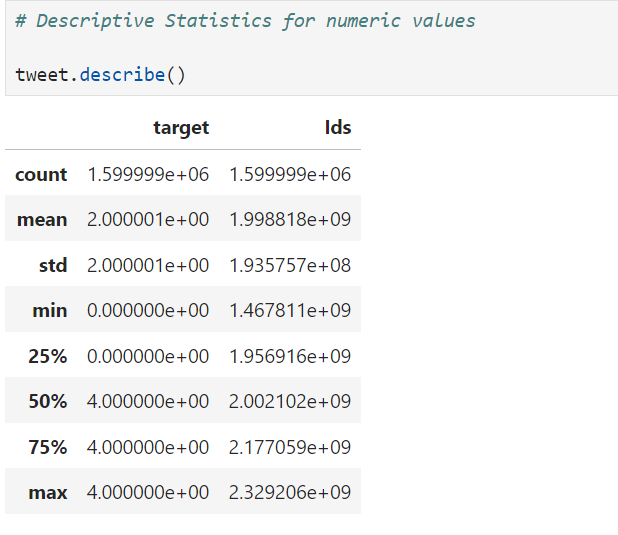 # Descriptive Statistics for numeric values
tweet.describe()
target Ids
count 1.599999e+06 1.599999e+06
mean 2.000001e+00 1.998818e+09
std 2.000001e+00 1.935757e+08
min 0.000000e+00 1.467811e+09
25% 0.000000e+00 1.956916e+09
50% 4.000000e+00 2.002102e+09
75% 4.000000e+00 2.177059e+09
max 4.000000e+00 2.329206e+09